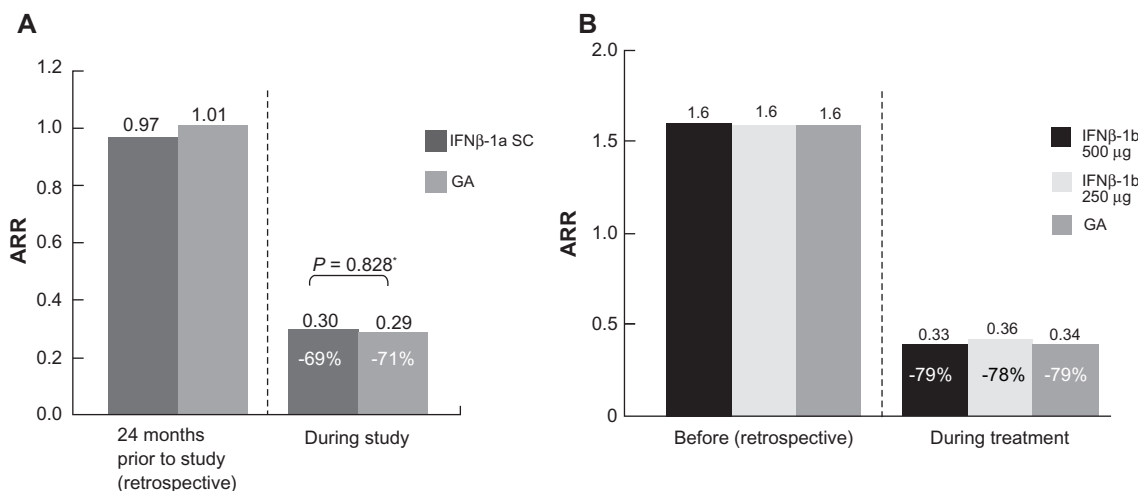 A
1.2
1.0
0.8
0.6
0.4
0.2
0.0
ARR
0.97
1.01
IFNβ-1a SC
GA
P = 0.828*
0.30
0.29
-69%
-71%
24 months
prior to study
(retrospective)
During study
B
2.0
1.5
1.0
0.5
0
ARR
1.6
1.6
1.6
IFNβ-1b
500 μg
IFNβ-1b
250 μg
GA
0.33
0.36
0.34
-79%
-78%
-79%
Before (retrospective)
During treatment